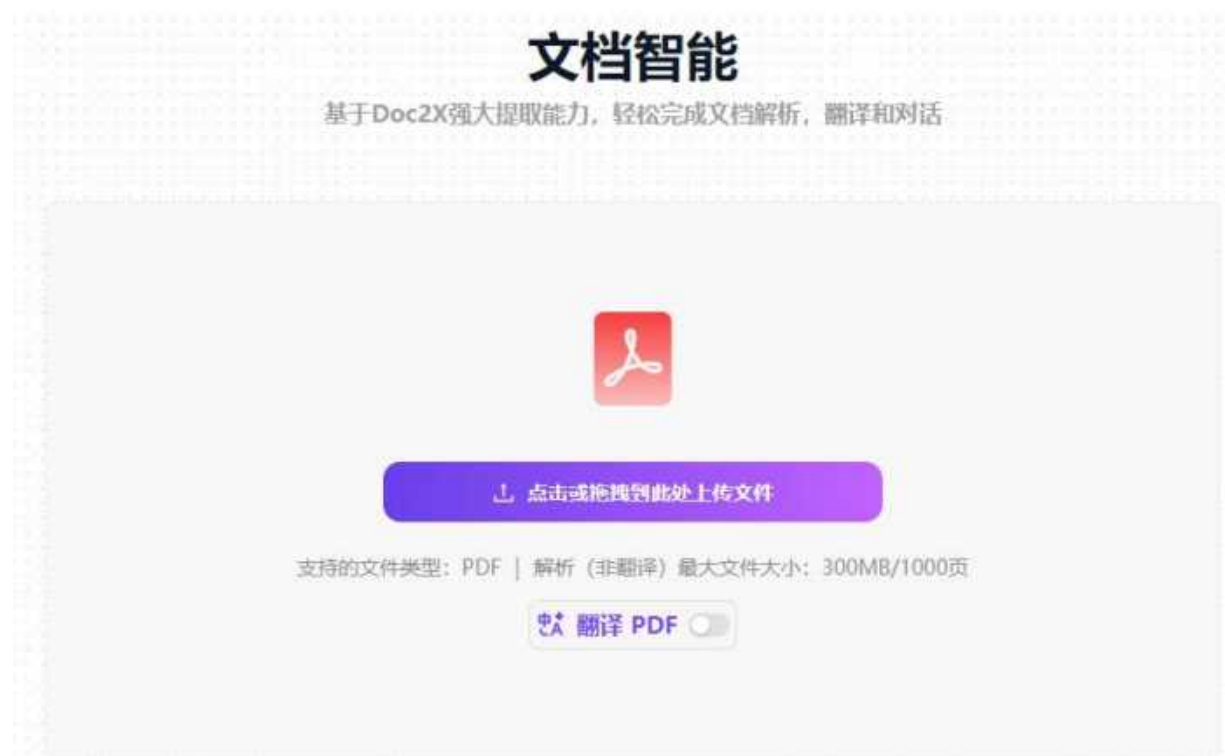 文档智能
基于Doc2X强大提取能力，轻松完成文档解析，翻译和对话
点击或拖拽到此处上传文件
支持的文件类型：PDF | 解析（非翻译）最大文件大小：300MB/1000页
翻译 PDF